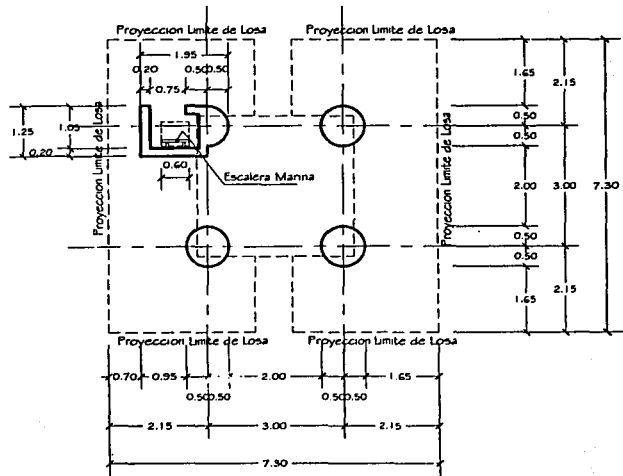 Proyeccion Limite de Losa Proyeccion Limite de Losa
1.95
0.20 0.50 0.50
0.75
1.65 2.15
0.50
0.50
1.25 1.05
0.20
0.60
Escalera Marina
Proyeccion Limite de Losa
Proyeccion Limite de Losa
2.00 3.00 7.30
0.50
0.50
1.65 2.15
Proyeccion Limite de Losa Proyeccion Limite de Losa
0.70 0.95 2.00 1.65
0.50 0.50 0.50 0.50
2.15 3.00 2.15
7.30